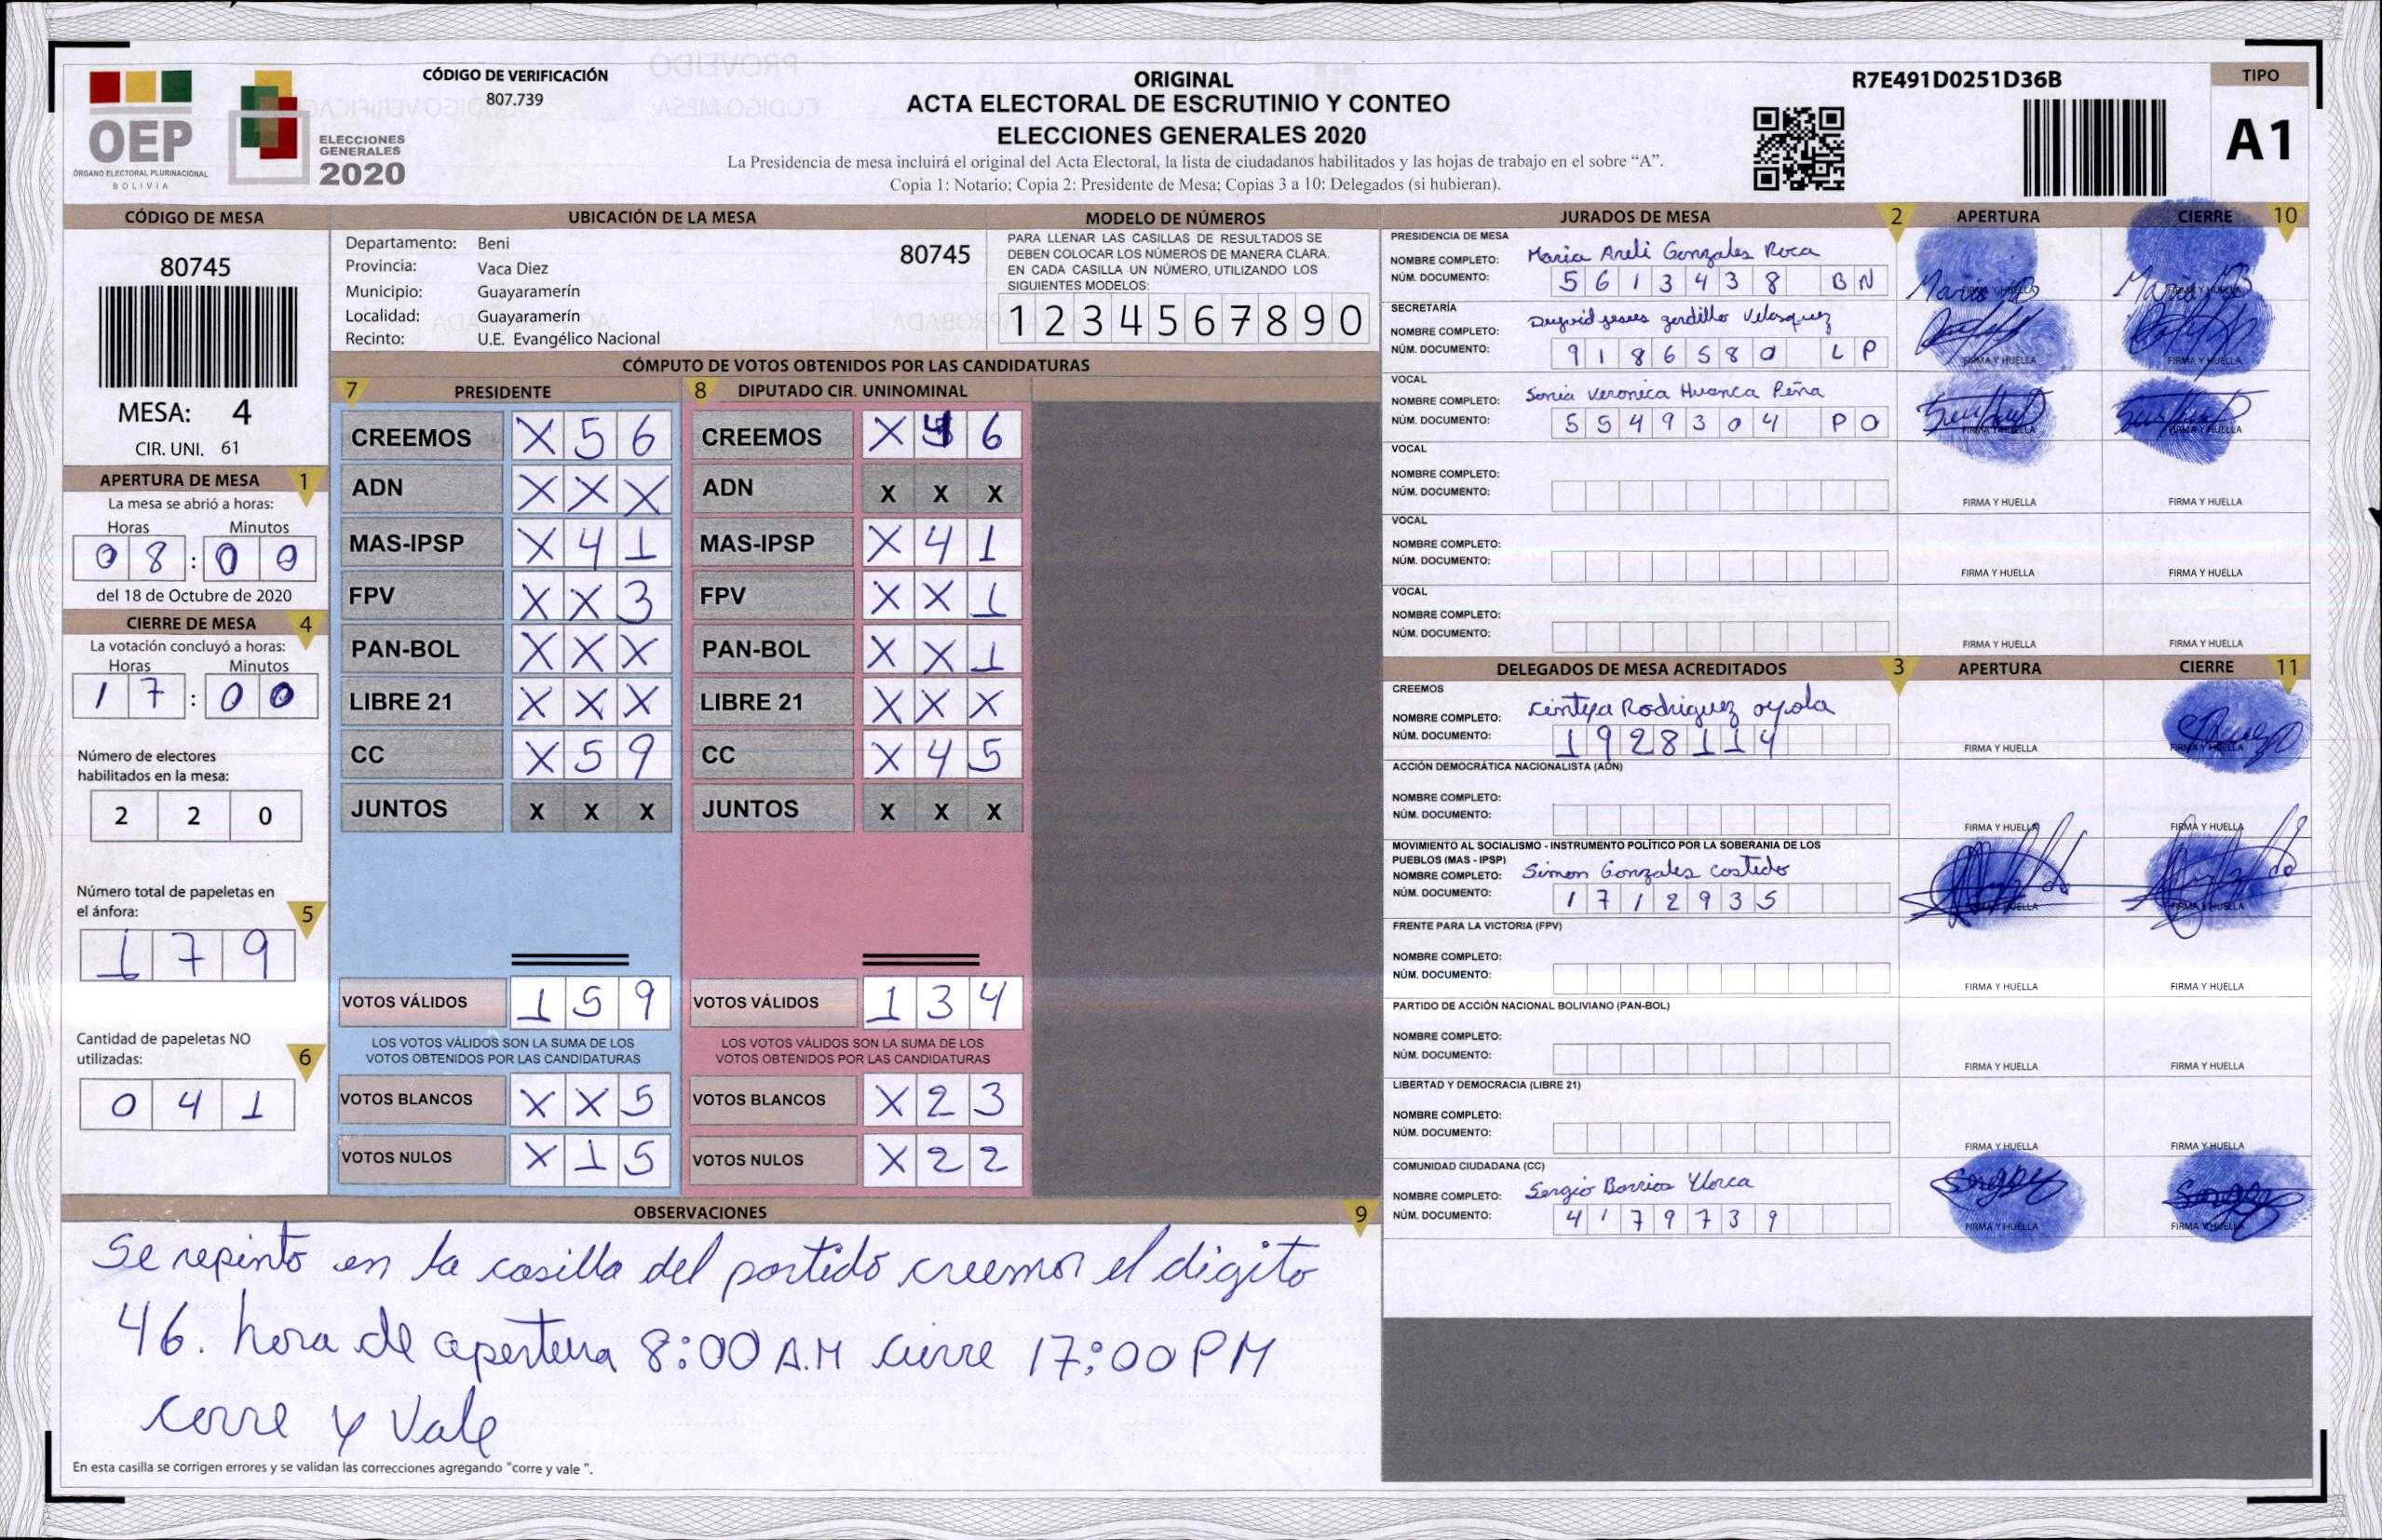 OEP
ÓRGANO ELECTORAL PLURINACIONAL
BOLIVIA
ELECCIONES
GENERALES
2020
CÓDIGO DE VERIFICACIÓN
807.739
ORIGINAL
ACTA ELECTORAL DE ESCRUTINIO Y CONTEO
ELECCIONES GENERALES 2020
La Presidencia de mesa incluirá el original del Acta Electoral, la lista de ciudadanos habilitados y las hojas de trabajo en el sobre “A”.
Copia 1: Notario; Copia 2: Presidente de Mesa; Copias 3 a 10: Delegados (si hubieran).
R7E491D0251D36B
TIPO
A1
CÓDIGO DE MESA
80745
MESA: 4
CIR. UNI. 61
APERTURA DE MESA 1
La mesa se abrió a horas:
Horas Minutos
0 8 : 0 0
del 18 de Octubre de 2020
CIERRE DE MESA 4
La votación concluyó a horas:
Horas Minutos
1 7 : 0 0
Número de electores
habilitados en la mesa:
2 2 0
Número total de papeletas en
el ánfora: 5
1 7 9
Cantidad de papeletas NO
utilizadas: 6
0 4 1
UBICACIÓN DE LA MESA
Departamento: Beni 80745
Provincia: Vaca Diez
Municipio: Guayaramerín
Localidad: Guayaramerín
Recinto: U.E. Evangélico Nacional
MODELO DE NÚMEROS
PARA LLENAR LAS CASILLAS DE RESULTADOS SE
DEBEN COLOCAR LOS NÚMEROS DE MANERA CLARA.
EN CADA CASILLA UN NÚMERO, UTILIZANDO LOS
SIGUIENTES MODELOS:
1 2 3 4 5 6 7 8 9 0
CÓMPUTO DE VOTOS OBTENIDOS POR LAS CANDIDATURAS
7 PRESIDENTE
CREEMOS X 5 6
ADN X X X
MAS-IPSP X 4 1
FPV X X 3
PAN-BOL X X X
LIBRE 21 X X X
CC X 5 9
JUNTOS X X X
VOTOS VÁLIDOS 1 5 9
LOS VOTOS VÁLIDOS SON LA SUMA DE LOS
VOTOS OBTENIDOS POR LAS CANDIDATURAS
VOTOS BLANCOS X X 5
VOTOS NULOS X 1 5
8 DIPUTADO CIR. UNINOMINAL
CREEMOS X 4 6
ADN X X X
MAS-IPSP X 4 1
FPV X X 1
PAN-BOL X X 1
LIBRE 21 X X X
CC X 4 5
JUNTOS X X X
VOTOS VÁLIDOS 1 3 4
LOS VOTOS VÁLIDOS SON LA SUMA DE LOS
VOTOS OBTENIDOS POR LAS CANDIDATURAS
VOTOS BLANCOS X 2 3
VOTOS NULOS X 2 2
OBSERVACIONES 9
Se repinto en la casilla del partido creemos el digito
46. hora de apertura 8:00 A.M cierre 17:00 PM
corre y Vale
En esta casilla se corrigen errores y se validan las correcciones agregando "corre y vale ".
JURADOS DE MESA 2 APERTURA CIERRE 10
PRESIDENCIA DE MESA
NOMBRE COMPLETO: Maria Areli Gonzales Roca
NÚM. DOCUMENTO: 5 6 1 3 4 3 8 B N
FIRMA Y HUELLA FIRMA Y HUELLA
SECRETARÍA
NOMBRE COMPLETO: gordillo Velasquez
NÚM. DOCUMENTO: 9 1 8 6 5 8 0 L P
FIRMA Y HUELLA FIRMA Y HUELLA
VOCAL
NOMBRE COMPLETO: Sonia Veronica Huanca Peña
NÚM. DOCUMENTO: 5 5 4 9 3 0 4 P O
FIRMA Y HUELLA FIRMA Y HUELLA
VOCAL
NOMBRE COMPLETO:
NÚM. DOCUMENTO:
FIRMA Y HUELLA FIRMA Y HUELLA
VOCAL
NOMBRE COMPLETO:
NÚM. DOCUMENTO:
FIRMA Y HUELLA FIRMA Y HUELLA
VOCAL
NOMBRE COMPLETO:
NÚM. DOCUMENTO:
FIRMA Y HUELLA FIRMA Y HUELLA
DELEGADOS DE MESA ACREDITADOS 3 APERTURA CIERRE 11
CREEMOS
NOMBRE COMPLETO: Rodriguez oyola
NÚM. DOCUMENTO: 1 9 2 8 1 1 4
FIRMA Y HUELLA FIRMA Y HUELLA
ACCIÓN DEMOCRÁTICA NACIONALISTA (ADN)
NOMBRE COMPLETO:
NÚM. DOCUMENTO:
FIRMA Y HUELLA FIRMA Y HUELLA
MOVIMIENTO AL SOCIALISMO - INSTRUMENTO POLÍTICO POR LA SOBERANIA DE LOS
PUEBLOS (MAS - IPSP)
NOMBRE COMPLETO: Simon Gonzales Costedo
NÚM. DOCUMENTO: 1 7 1 2 9 3 5
FIRMA Y HUELLA FIRMA Y HUELLA
FRENTE PARA LA VICTORIA (FPV)
NOMBRE COMPLETO:
NÚM. DOCUMENTO:
FIRMA Y HUELLA FIRMA Y HUELLA
PARTIDO DE ACCIÓN NACIONAL BOLIVIANO (PAN-BOL)
NOMBRE COMPLETO:
NÚM. DOCUMENTO:
FIRMA Y HUELLA FIRMA Y HUELLA
LIBERTAD Y DEMOCRACIA (LIBRE 21)
NOMBRE COMPLETO:
NÚM. DOCUMENTO:
FIRMA Y HUELLA FIRMA Y HUELLA
COMUNIDAD CIUDADANA (CC)
NOMBRE COMPLETO: Sergio Barrios Llorca
NÚM. DOCUMENTO: 4 1 7 9 7 3 9
FIRMA Y HUELLA FIRMA Y HUELLA